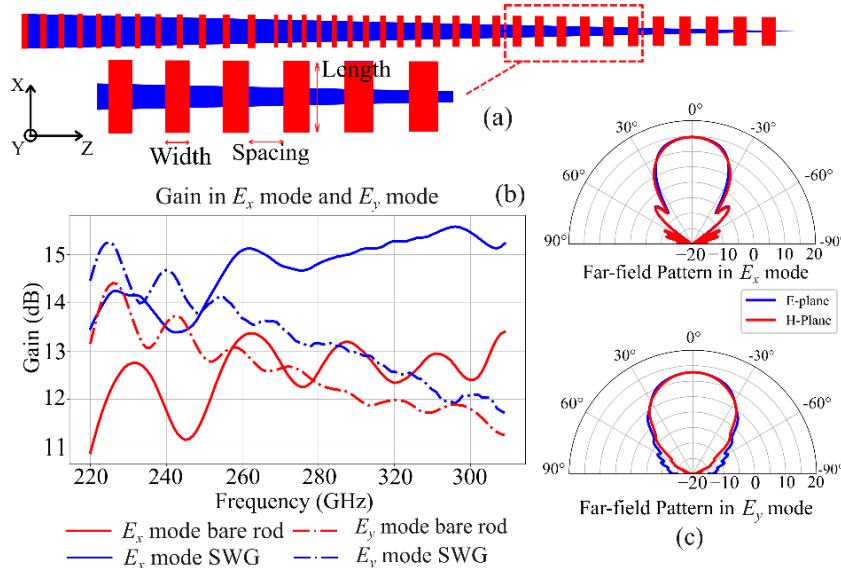 (a)
X
Y
Z
Length
Width
Spacing
(b)
Gain in Ex mode and Ey mode
Gain (dB)
15
14
13
12
11
220 240 260 280 320 300
Frequency (GHz)
Ex mode bare rod
Ey mode bare rod
Ex mode SWG
Ey mode SWG
0°
30° -30°
60° -60°
90° -90°
-20 -10 0 10 20
Far-field Pattern in Ex mode
E-plane
H-Plane
0°
30° -30°
60° -60°
90° -90°
-20 -10 0 10 20
Far-field Pattern in Ey mode
(c)